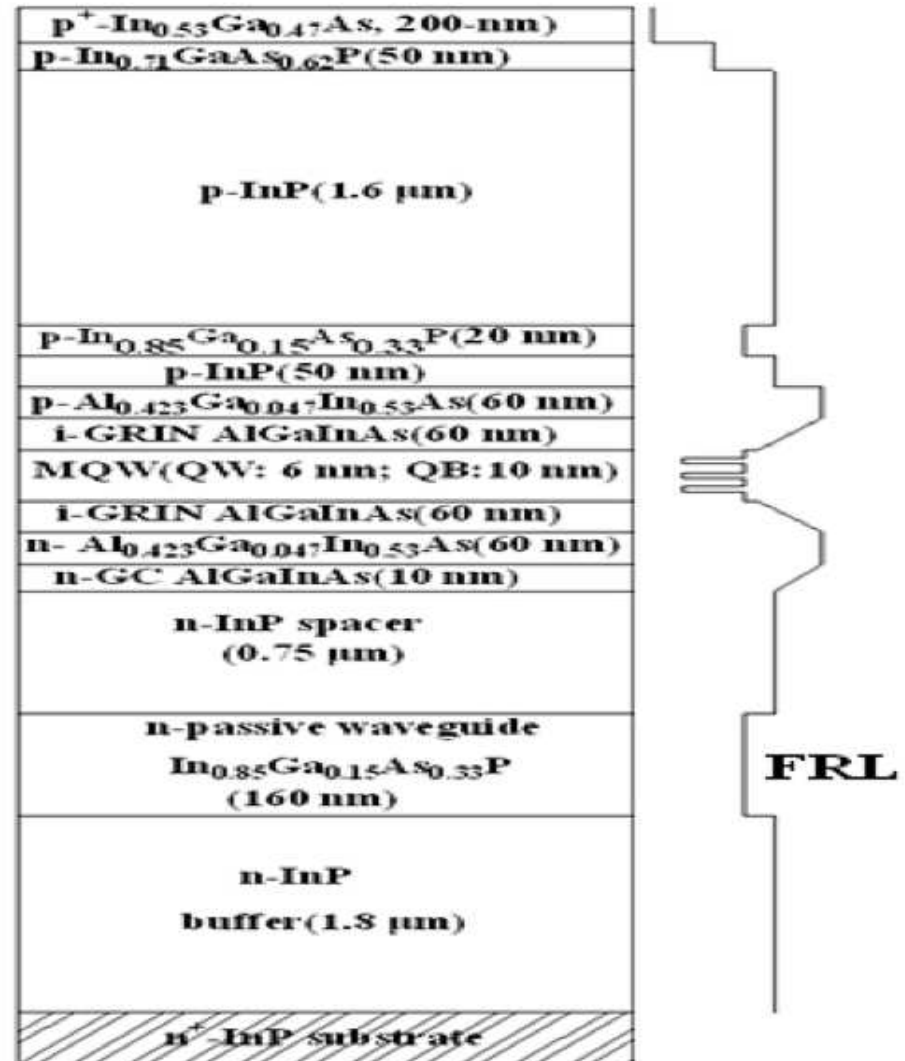 p⁺-In₀.₅₃Ga₀.₄₇As, 200-nm)
p-In₀.₇₁GaAs₀.₆₂P(50 nm)
p-InP(1.6 μm)
p-In₀.₈₅Ga₀.₁₅As₀.₃₃P(20 nm)
p-InP(50 nm)
p-Al₀.₄₂₃Ga₀.₀₄₇In₀.₅₃As(60 nm)
i-GRIN AlGaInAs(60 nm)
MQW(QW: 6 nm; QB:10 nm)
i-GRIN AlGaInAs(60 nm)
n- Al₀.₄₂₃Ga₀.₀₄₇In₀.₅₃As(60 nm)
n-GC AlGaInAs(10 nm)
n-InP spacer
(0.75 μm)
n-passive waveguide
In₀.₈₅Ga₀.₁₅As₀.₃₃P
(160 nm)
FRL
n-InP
buffer(1.8 μm)
n⁺-InP substrate